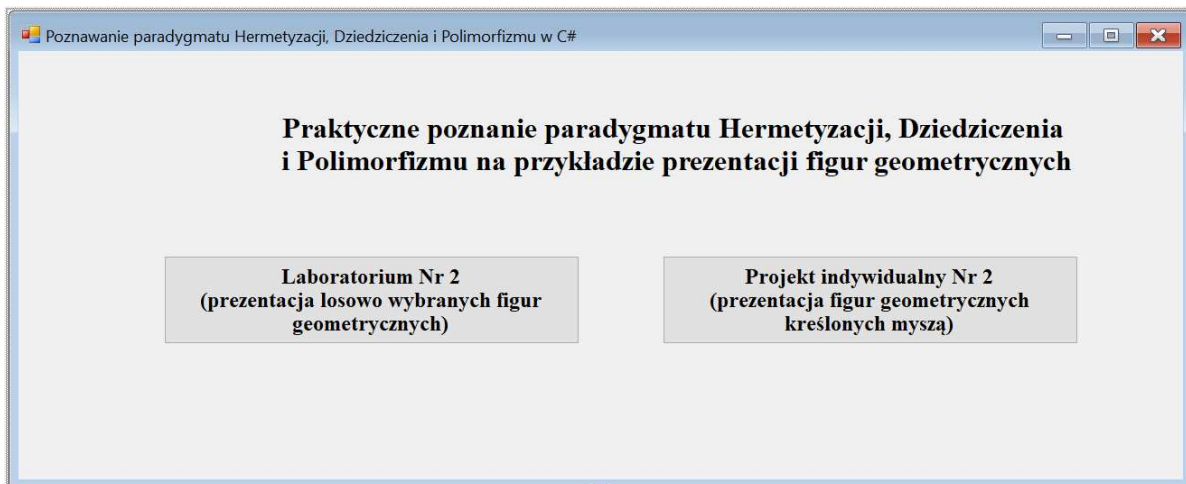 Poznawanie paradygmatu Hermetyzacji, Dziedziczenia i Polimorfizmu w C#
Praktyczne poznanie paradygmatu Hermetyzacji, Dziedziczenia
i Polimorfizmu na przykładzie prezentacji figur geometrycznych
Laboratorium Nr 2
(prezentacja losowo wybranych figur
geometrycznych)
Projekt indywidualny Nr 2
(prezentacja figur geometrycznych
kreślonych myszą)